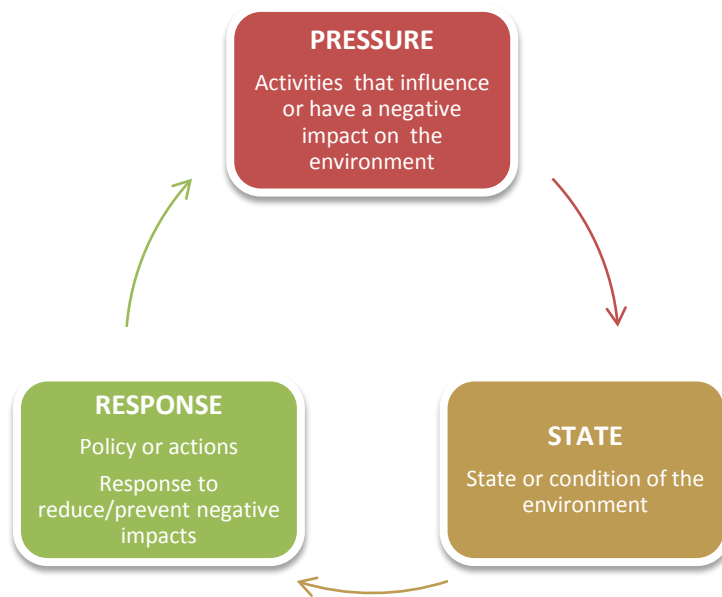 PRESSURE
Activities that influence
or have a negative
impact on the
environment
RESPONSE
Policy or actions
Response to
reduce/prevent negative
impacts
STATE
State or condition of the
environment